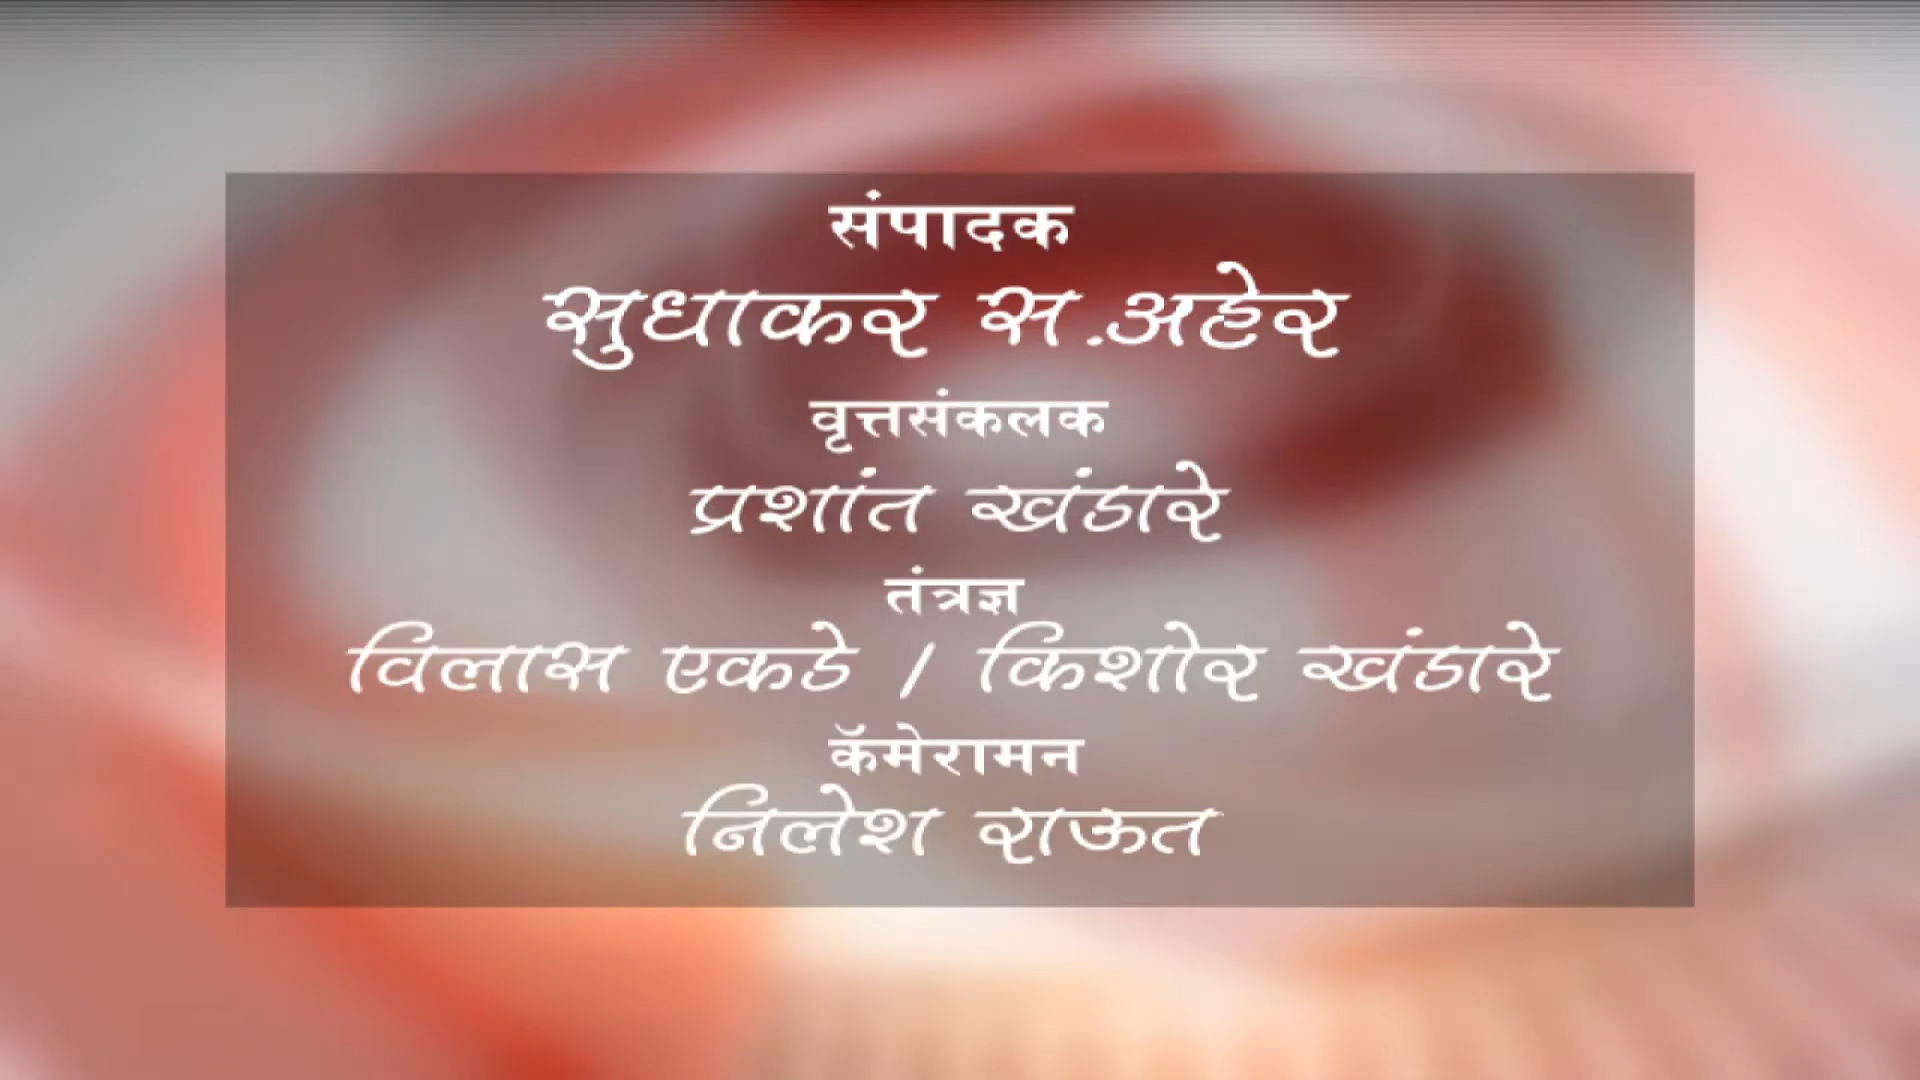 संपादक
सुधाकर स.अहेर
वृत्तसंकलक
प्रशांत खंडारे
तंत्रज्ञ
विलास एकडे / किशोर खंडारे
कॅमेरामन
निलेश राऊत